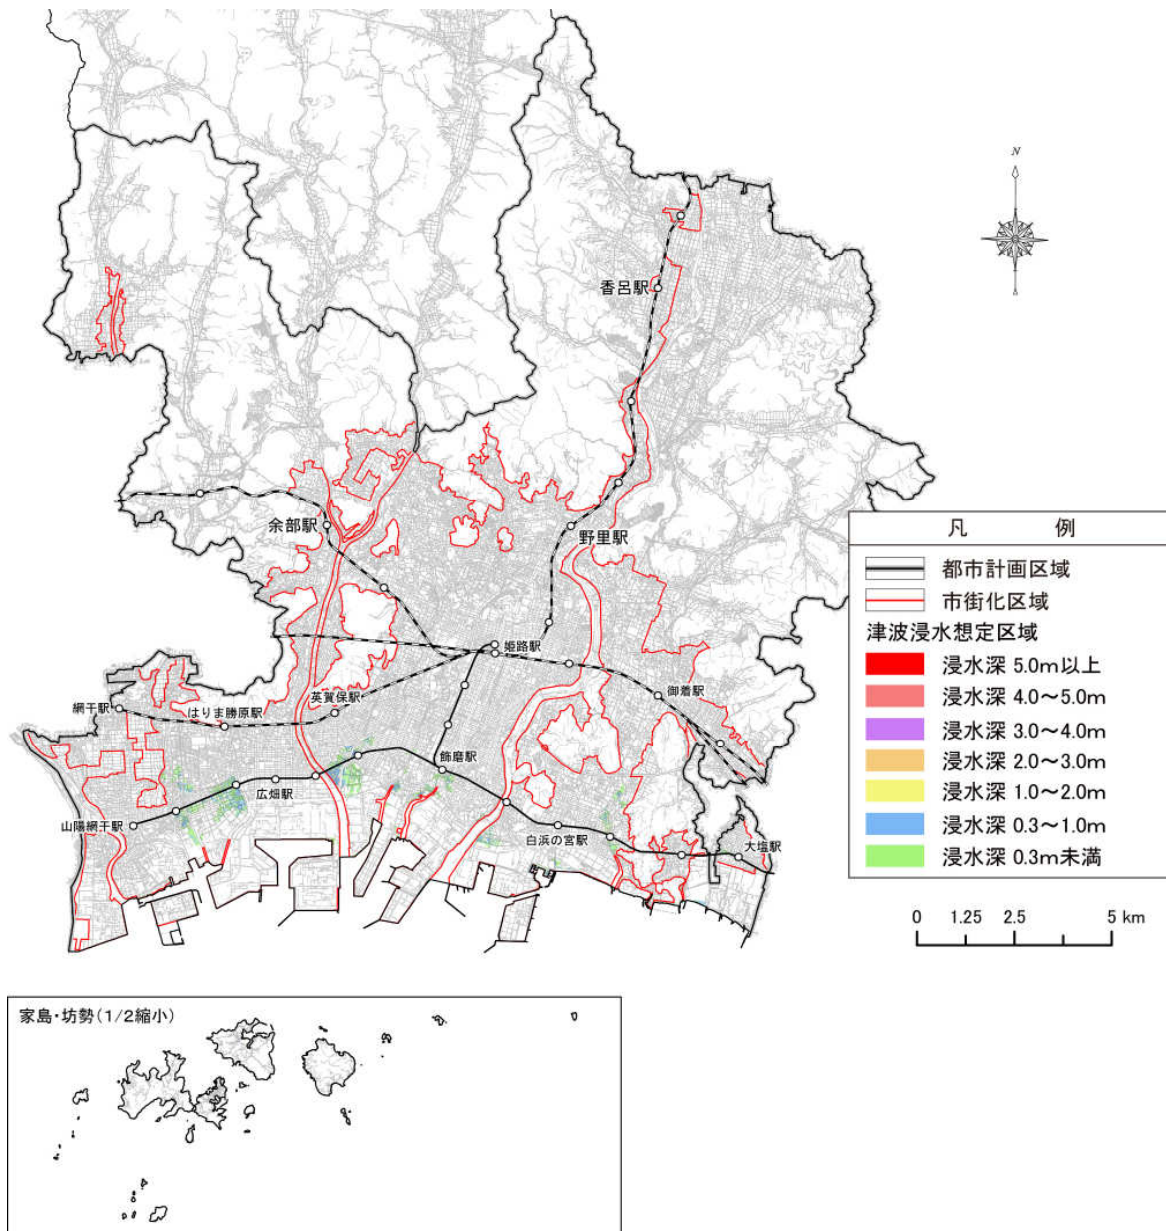 N
香呂駅
余部駅
野里駅
姫路駅
御着駅
英賀保駅
網干駅
はりま勝原駅
飾磨駅
広畑駅
山陽網干駅
白浜の宮駅
大塩駅
凡 例
都市計画区域
市街化区域
津波浸水想定区域
浸水深 5.0m以上
浸水深 4.0~5.0m
浸水深 3.0~4.0m
浸水深 2.0~3.0m
浸水深 1.0~2.0m
浸水深 0.3~1.0m
浸水深 0.3m未満
0 1.25 2.5 5 km
家島・坊勢(1/2縮小)